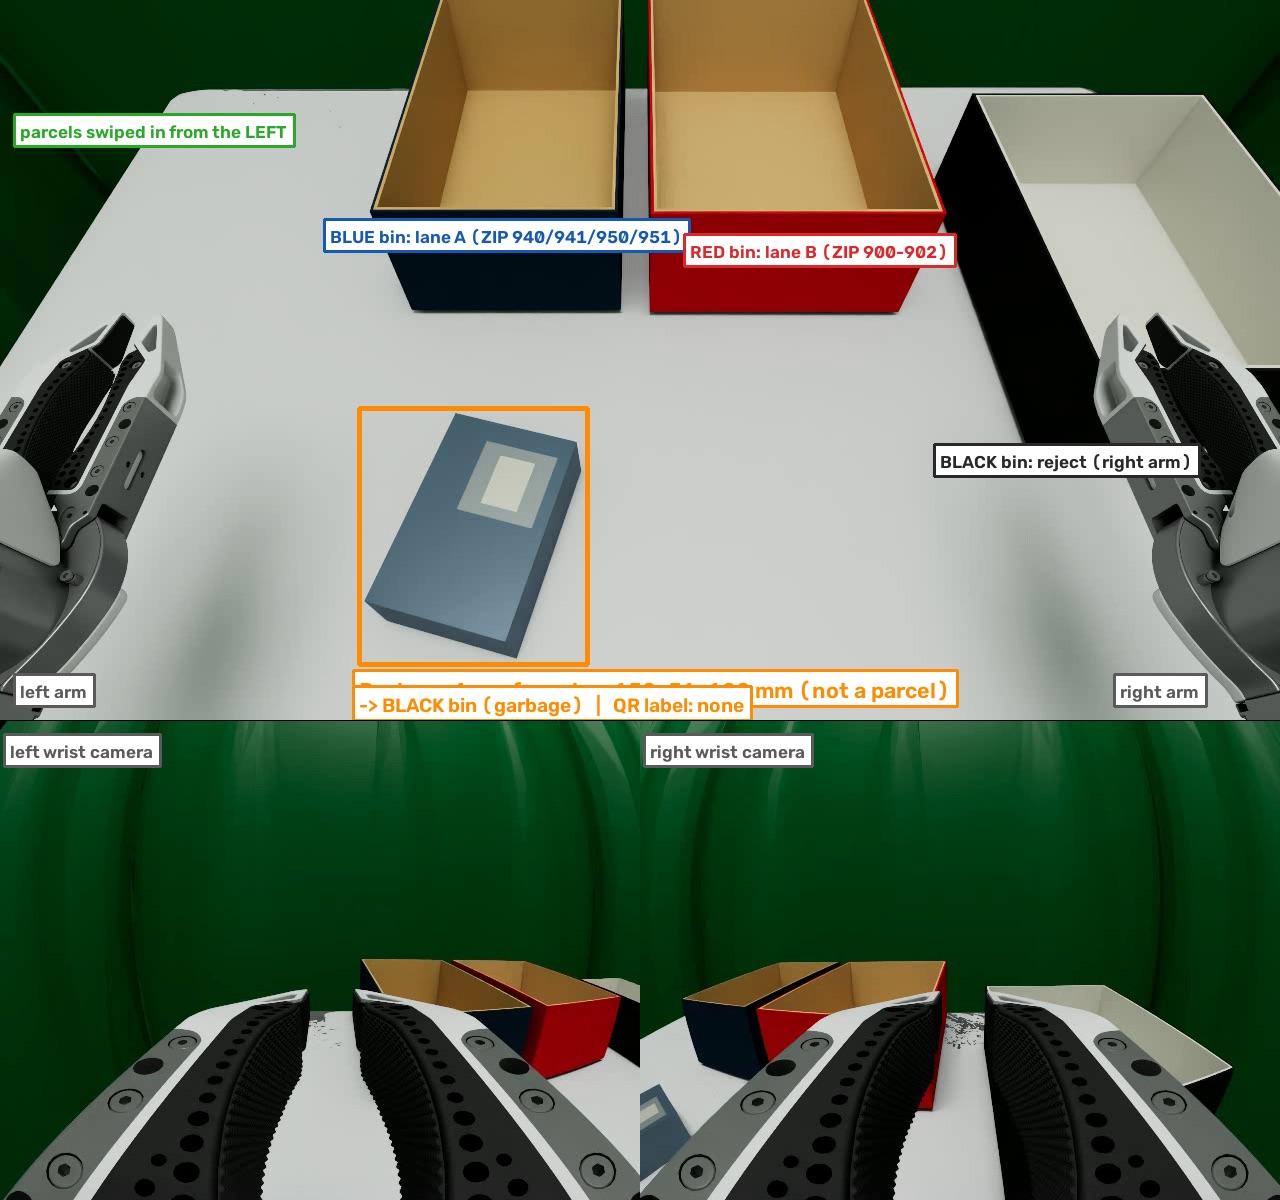 parcels swiped in from the LEFT
BLUE bin: lane A (ZIP 940/941/950/951)
RED bin: lane B (ZIP 900-902)
BLACK bin: reject (right arm)
left arm
right arm
mm (not a parcel)
-> BLACK bin (garbage) | QR label: none
left wrist camera
right wrist camera